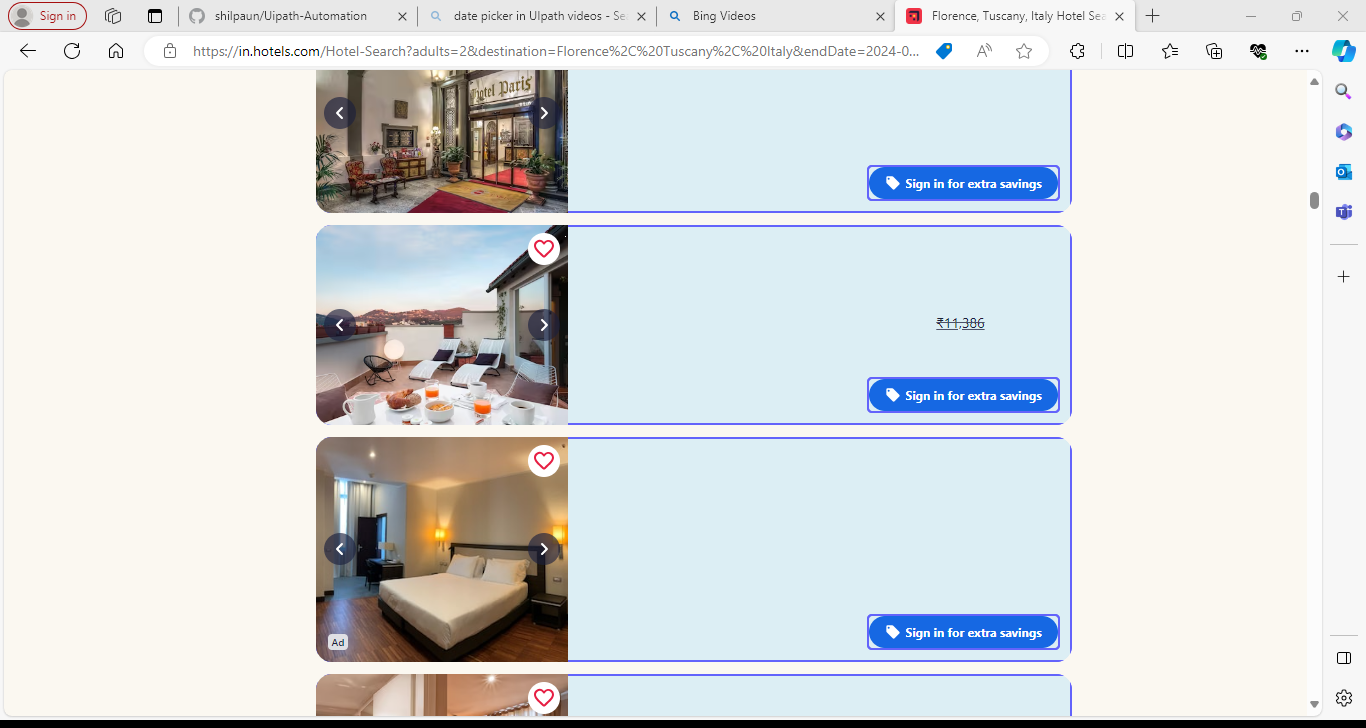 Sign in
shilpaun/Uipath-Automation
date picker in UIpath videos - Se
Bing Videos
Florence, Tuscany, Italy Hotel Sea
https://in.hotels.com/Hotel-Search?adults=2&destination=Florence%2C%20Tuscany%2C%20Italy&endDate=2024-0...
Hotel Paris
Sign in for extra savings
₹11,386
Sign in for extra savings
Ad
Sign in for extra savings